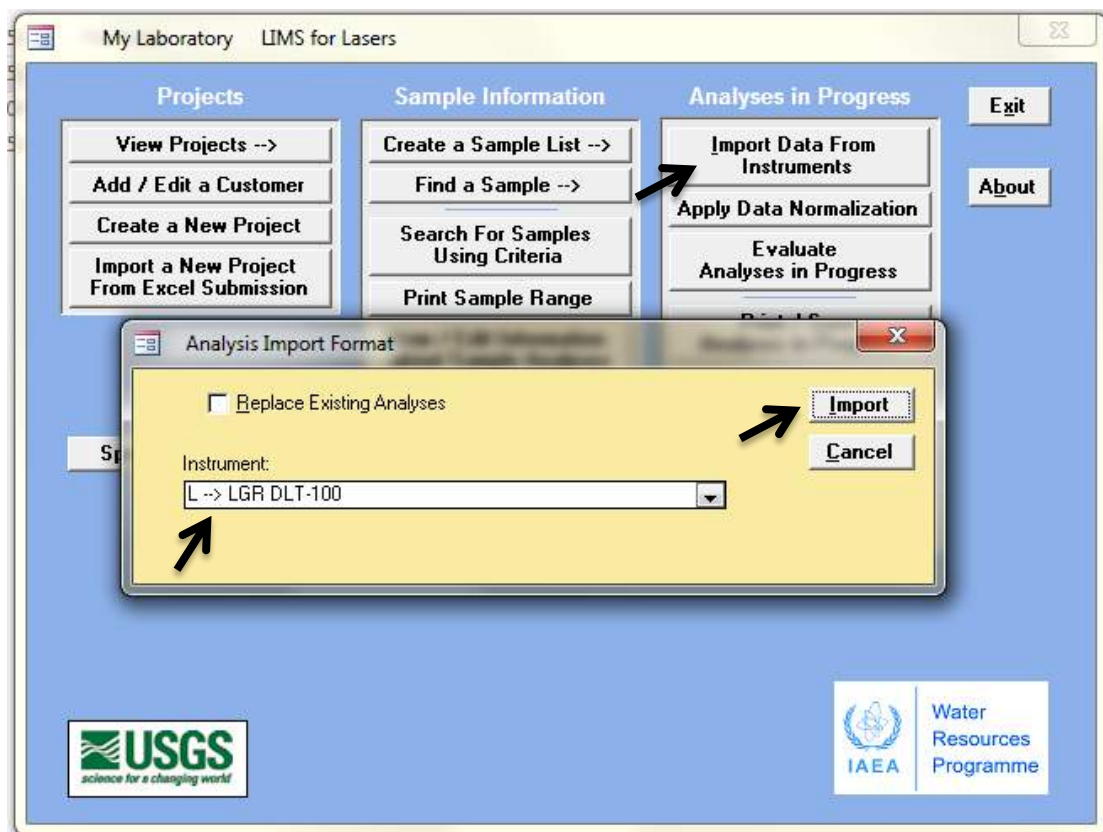 My Laboratory LIMS for Lasers
Projects
View Projects -->
Add / Edit a Customer
Create a New Project
Import a New Project
From Excel Submission
Sample Information
Create a Sample List -->
Find a Sample -->
Search For Samples
Using Criteria
Print Sample Range
Analyses in Progress
Import Data From
Instruments
Apply Data Normalization
Evaluate
Analyses in Progress
Exit
About
Analysis Import Format
Replace Existing Analyses
Import
Cancel
Instrument:
L --> LGR DLT-100
USGS
science for a changing world
IAEA
Water
Resources
Programme